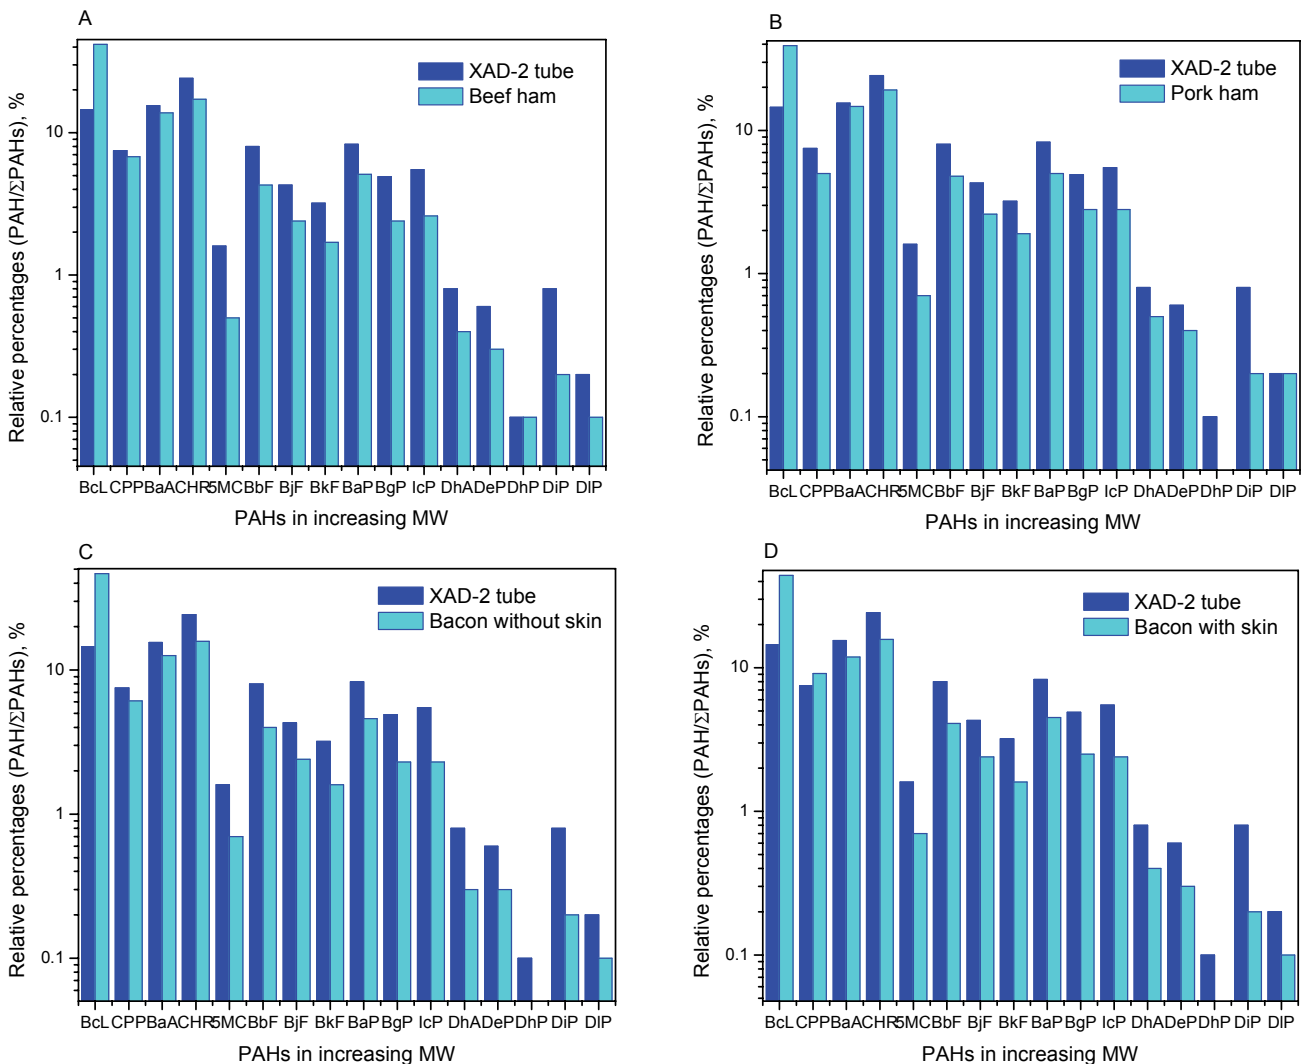 A
XAD-2 tube
Beef ham
Relative percentages (PAH/ΣPAHs), %
10
1
0.1
BcL CPP BaA CHR 5MC BbF BjF BkF BaP BgP IcP DhA DeP DhP DiP DlP
PAHs in increasing MW
B
XAD-2 tube
Pork ham
Relative percentages (PAH/ΣPAHs), %
10
1
0.1
BcL CPP BaA CHR 5MC BbF BjF BkF BaP BgP IcP DhA DeP DhP DiP DlP
PAHs in increasing MW
C
XAD-2 tube
Bacon without skin
Relative percentages (PAH/ΣPAHs), %
10
1
0.1
BcL CPP BaA CHR 5MC BbF BjF BkF BaP BgP IcP DhA DeP DhP DiP DlP
PAHs in increasing MW
D
XAD-2 tube
Bacon with skin
Relative percentages (PAH/ΣPAHs), %
10
1
0.1
BcL CPP BaA CHR 5MC BbF BjF BkF BaP BgP IcP DhA DeP DhP DiP DlP
PAHs in increasing MW